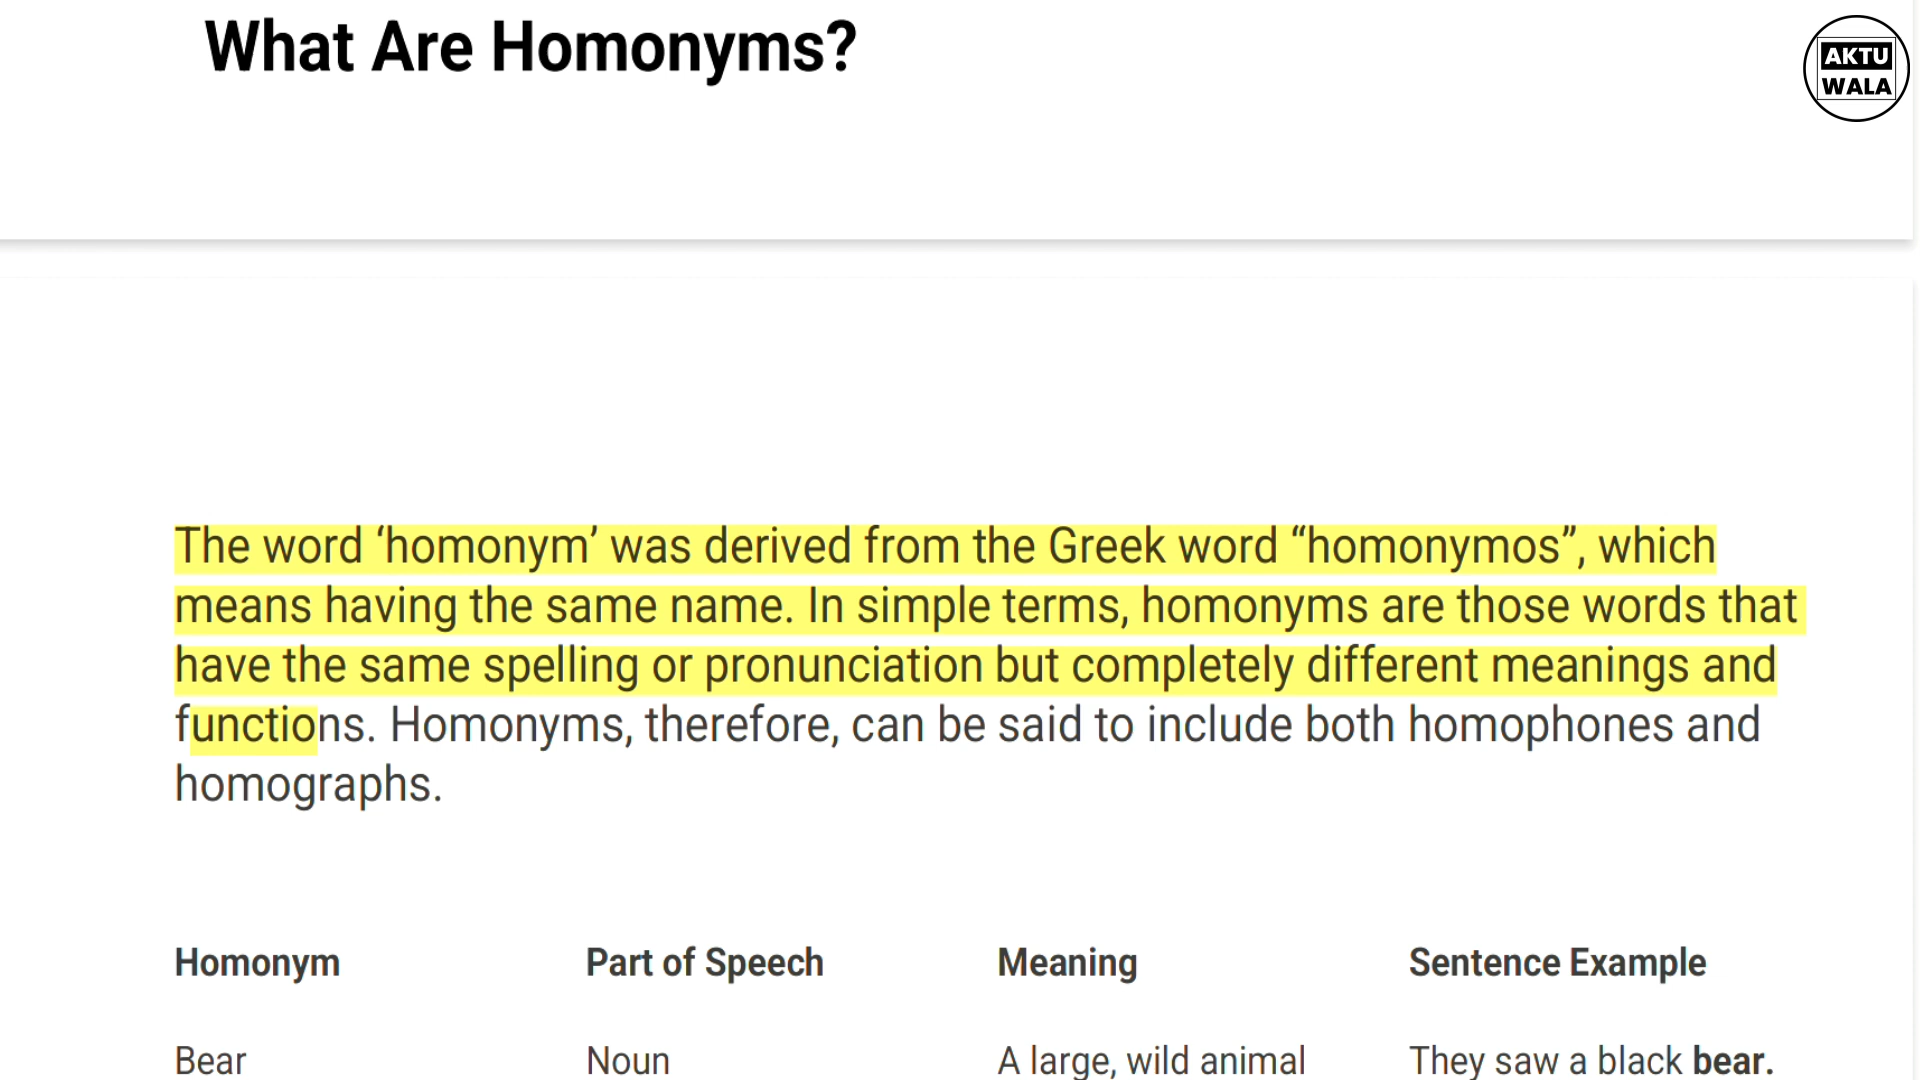 What Are Homonyms?
AKTU
WALA
The word ‘homonym’ was derived from the Greek word “homonymos”, which
means having the same name. In simple terms, homonyms are those words that
have the same spelling or pronunciation but completely different meanings and
functions. Homonyms, therefore, can be said to include both homophones and
homographs.
Homonym Part of Speech Meaning Sentence Example
Bear Noun A large, wild animal They saw a black bear.